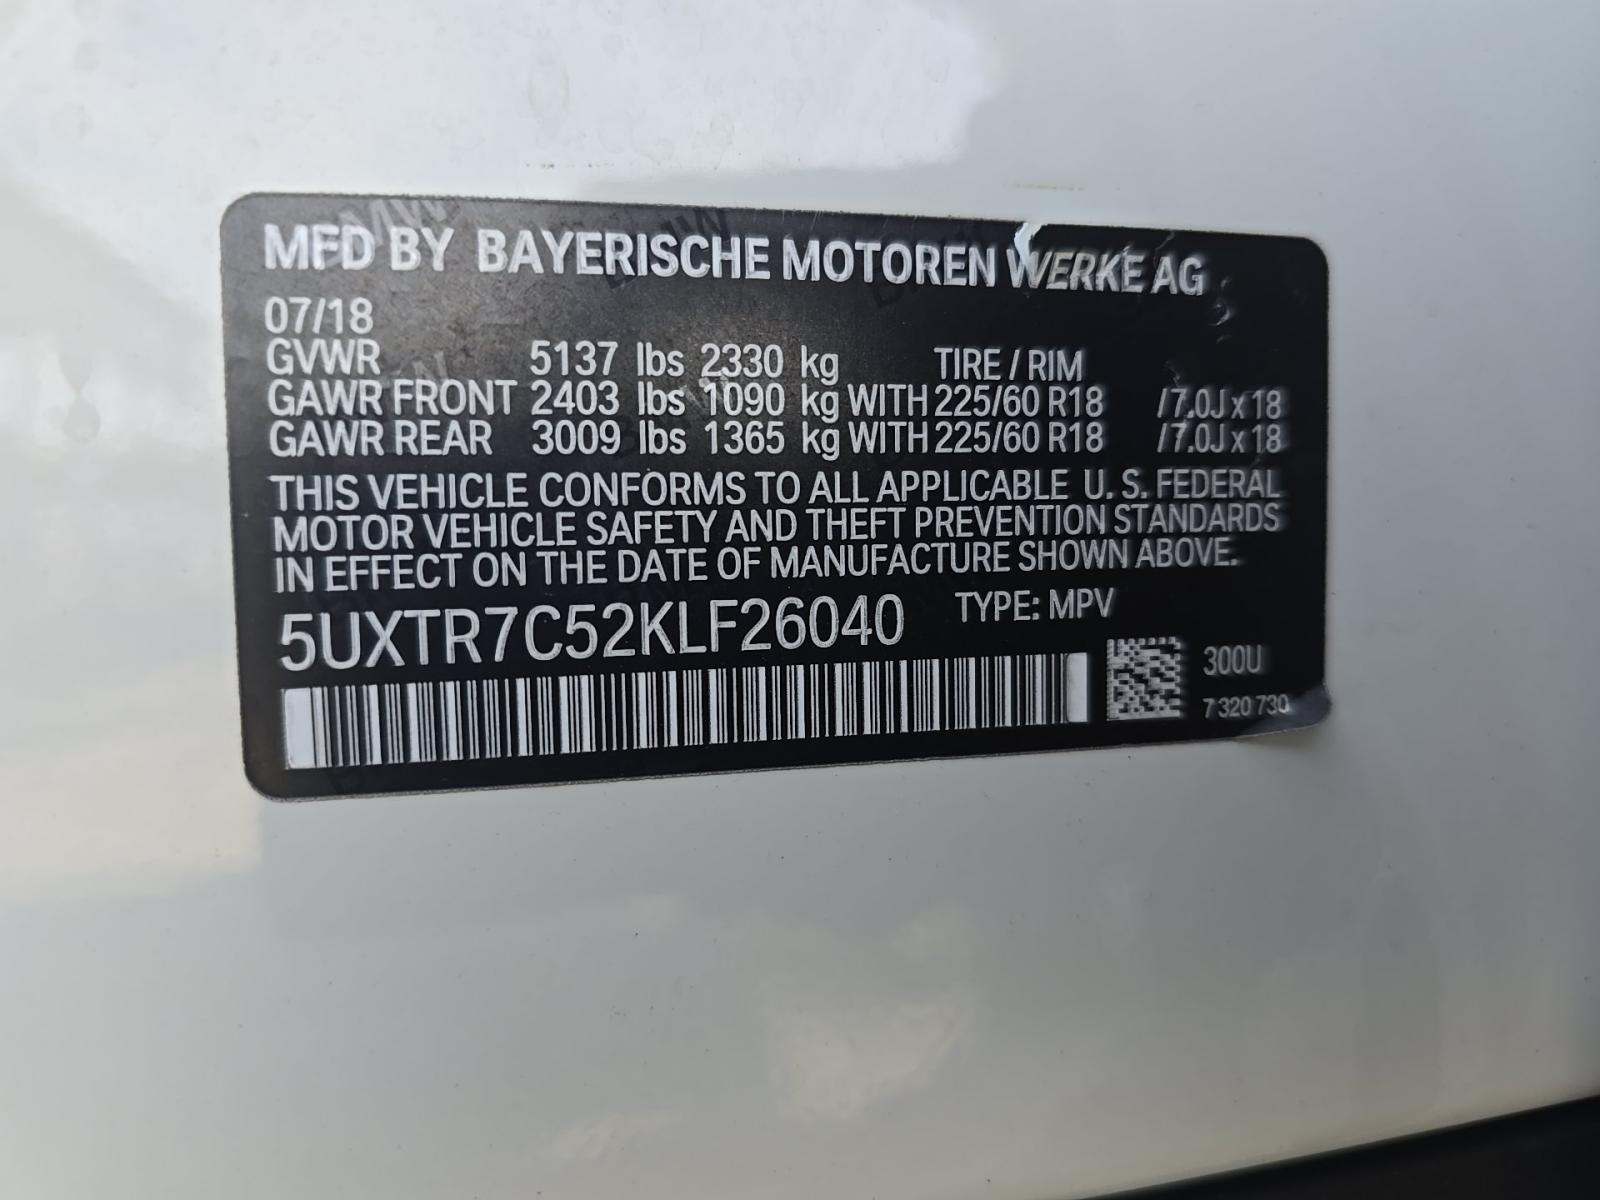 MFD BY BAYERISCHE MOTOREN WERKE AG
07/18
GVWR 5137 lbs 2330 kg TIRE / RIM
GAWR FRONT 2403 lbs 1090 kg WITH 225/60 R18 /7.0J x 18
GAWR REAR 3009 lbs 1365 kg WITH 225/60 R18 /7.0J x 18
THIS VEHICLE CONFORMS TO ALL APPLICABLE U. S. FEDERAL
MOTOR VEHICLE SAFETY AND THEFT PREVENTION STANDARDS
IN EFFECT ON THE DATE OF MANUFACTURE SHOWN ABOVE.
5UXTR7C52KLF26040 TYPE: MPV
300U
7 320 730